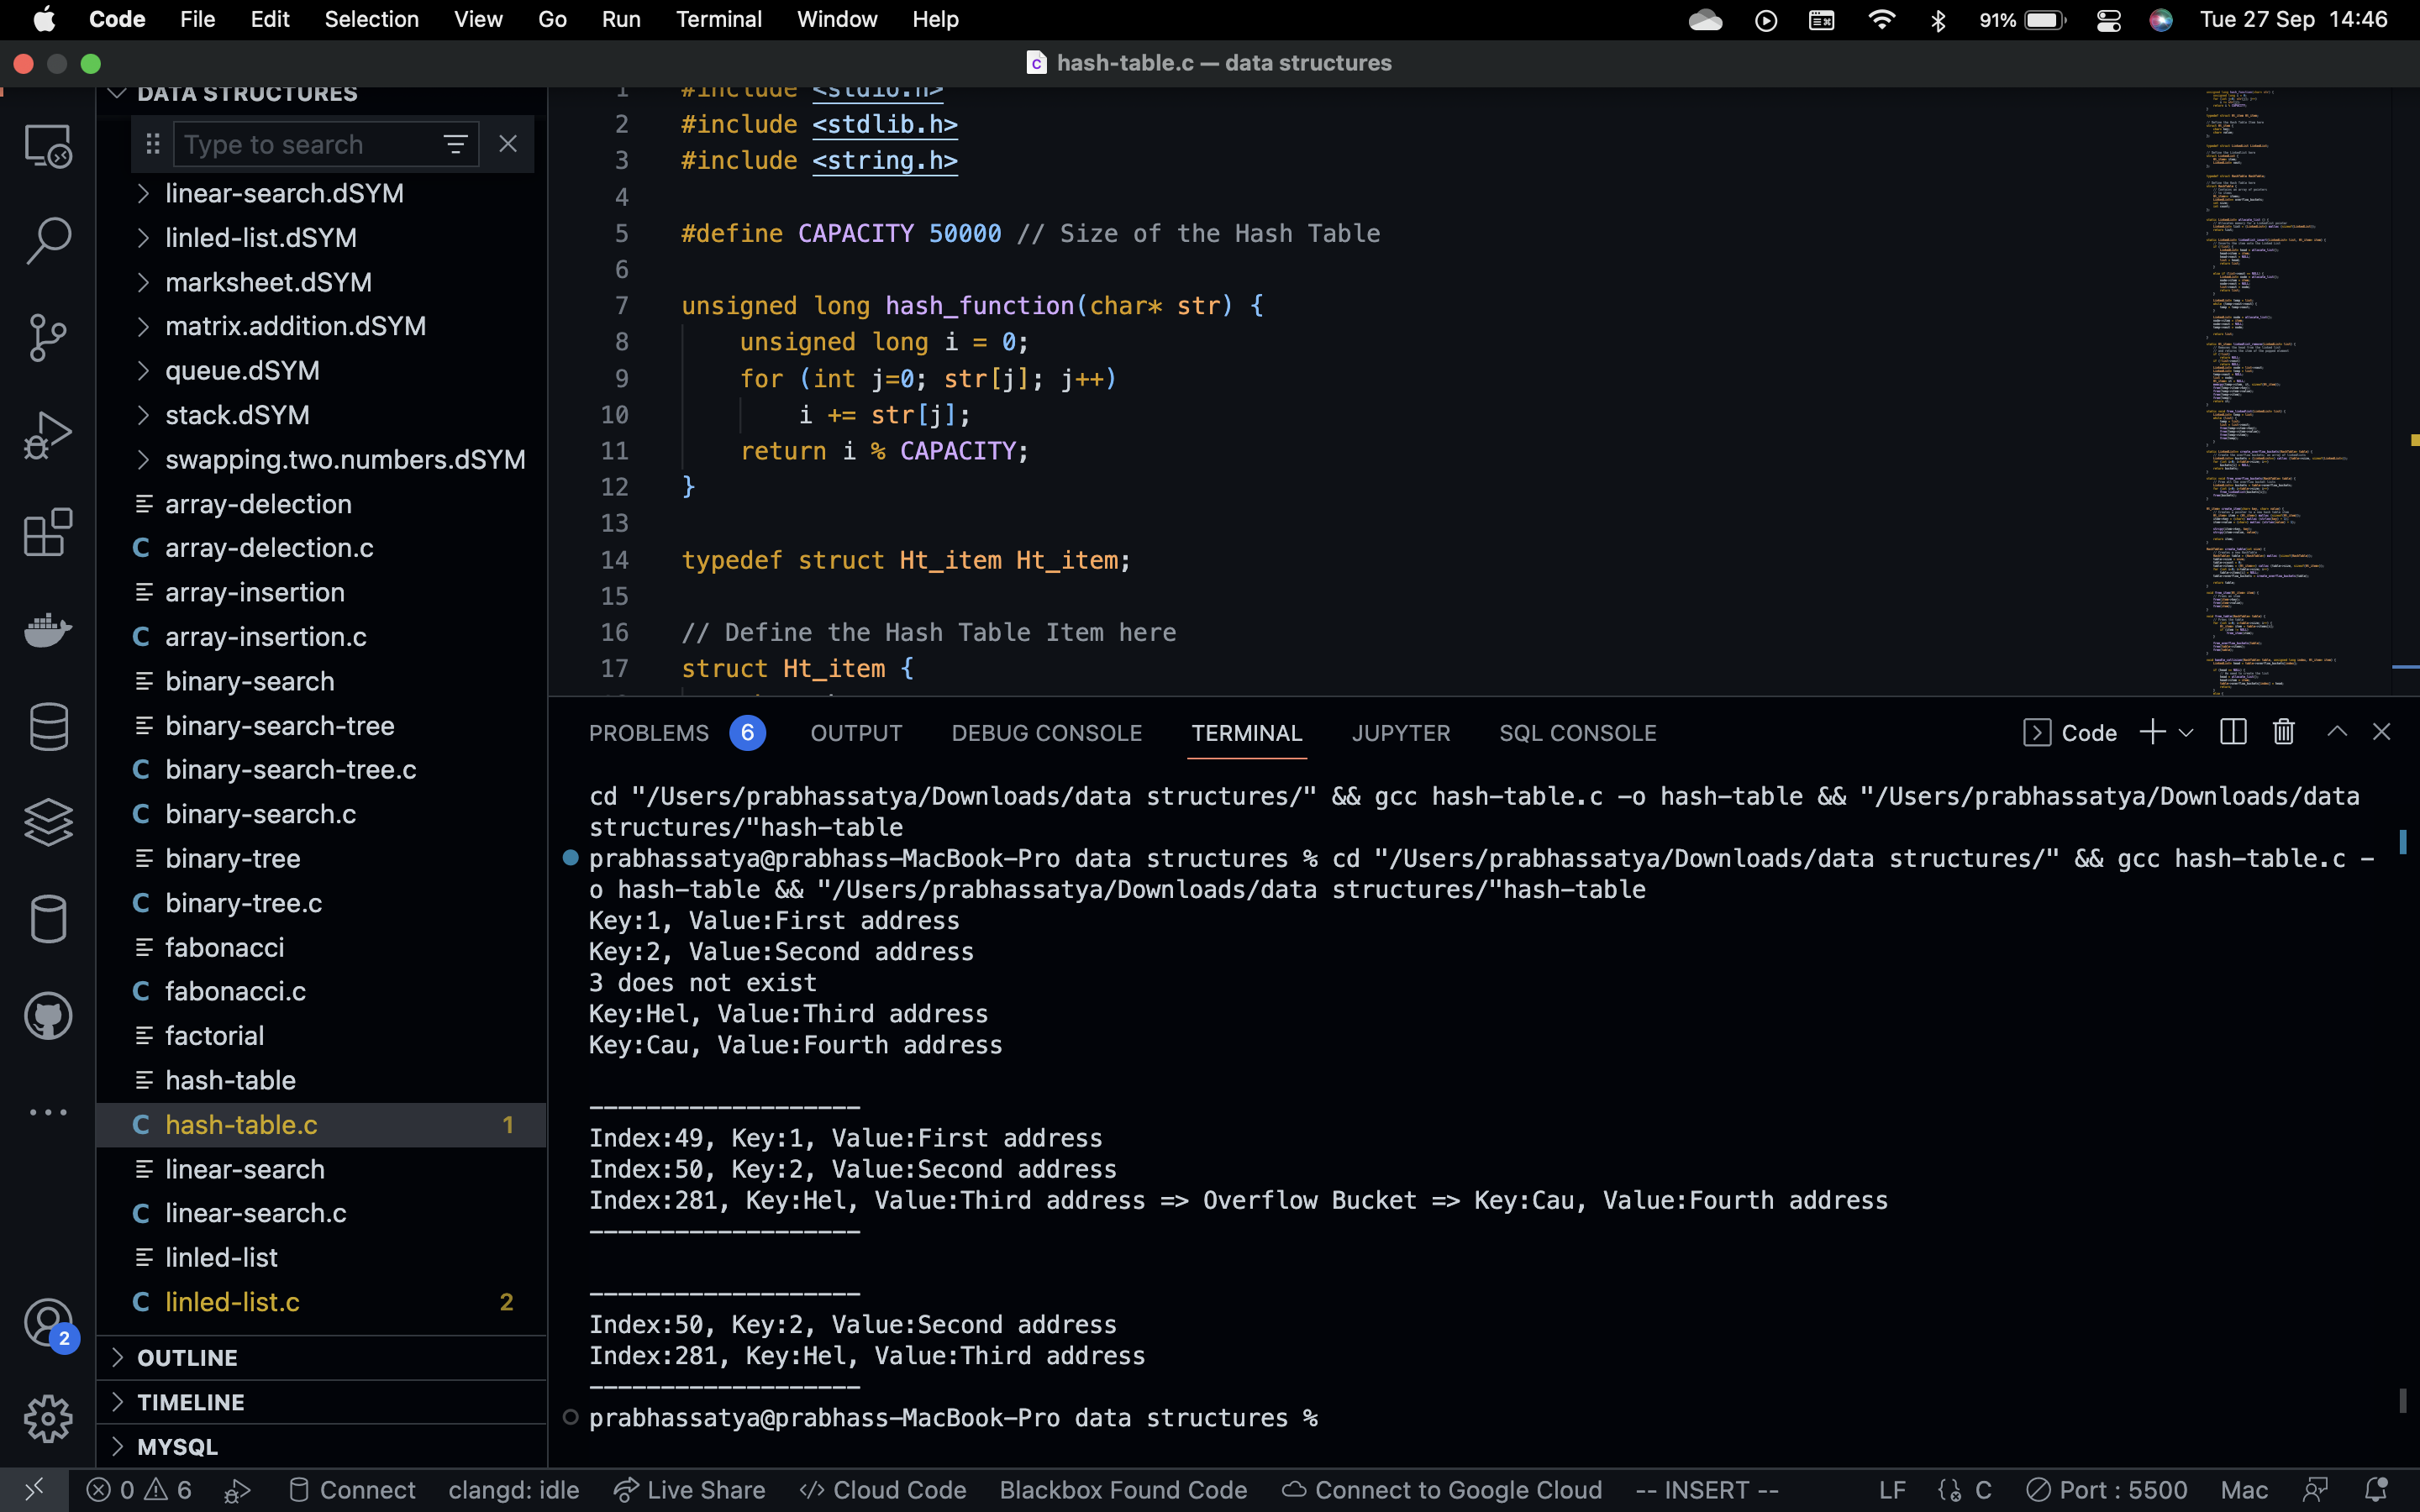 Code File Edit Selection View Go Run Terminal Window Help 91% Tue 27 Sep 14:46
hash-table.c — data structures
DATA STRUCTURES
Type to search
linear-search.dSYM
linled-list.dSYM
marksheet.dSYM
matrix.addition.dSYM
queue.dSYM
stack.dSYM
swapping.two.numbers.dSYM
array-delection
C array-delection.c
array-insertion
C array-insertion.c
binary-search
binary-search-tree
C binary-search-tree.c
C binary-search.c
binary-tree
C binary-tree.c
fabonacci
C fabonacci.c
factorial
hash-table
C hash-table.c 1
linear-search
C linear-search.c
linled-list
C linled-list.c 2
OUTLINE
TIMELINE
MYSQL
2
1 #include <stdio.h>
2 #include <stdlib.h>
3 #include <string.h>
4
5 #define CAPACITY 50000 // Size of the Hash Table
6
7 unsigned long hash_function(char* str) {
8 unsigned long i = 0;
9 for (int j=0; str[j]; j++)
10 i += str[j];
11 return i % CAPACITY;
12 }
13
14 typedef struct Ht_item Ht_item;
15
16 // Define the Hash Table Item here
17 struct Ht_item {
PROBLEMS 6 OUTPUT DEBUG CONSOLE TERMINAL JUPYTER SQL CONSOLE Code
cd "/Users/prabhassatya/Downloads/data structures/" && gcc hash-table.c -o hash-table && "/Users/prabhassatya/Downloads/data
structures/"hash-table
prabhassatya@prabhass-MacBook-Pro data structures % cd "/Users/prabhassatya/Downloads/data structures/" && gcc hash-table.c -
o hash-table && "/Users/prabhassatya/Downloads/data structures/"hash-table
Key:1, Value:First address
Key:2, Value:Second address
3 does not exist
Key:Hel, Value:Third address
Key:Cau, Value:Fourth address
-------------------
Index:49, Key:1, Value:First address
Index:50, Key:2, Value:Second address
Index:281, Key:Hel, Value:Third address => Overflow Bucket => Key:Cau, Value:Fourth address
-------------------
-------------------
Index:50, Key:2, Value:Second address
Index:281, Key:Hel, Value:Third address
-------------------
prabhassatya@prabhass-MacBook-Pro data structures %
0 6 Connect clangd: idle Live Share Cloud Code Blackbox Found Code Connect to Google Cloud -- INSERT -- LF C Port : 5500 Mac